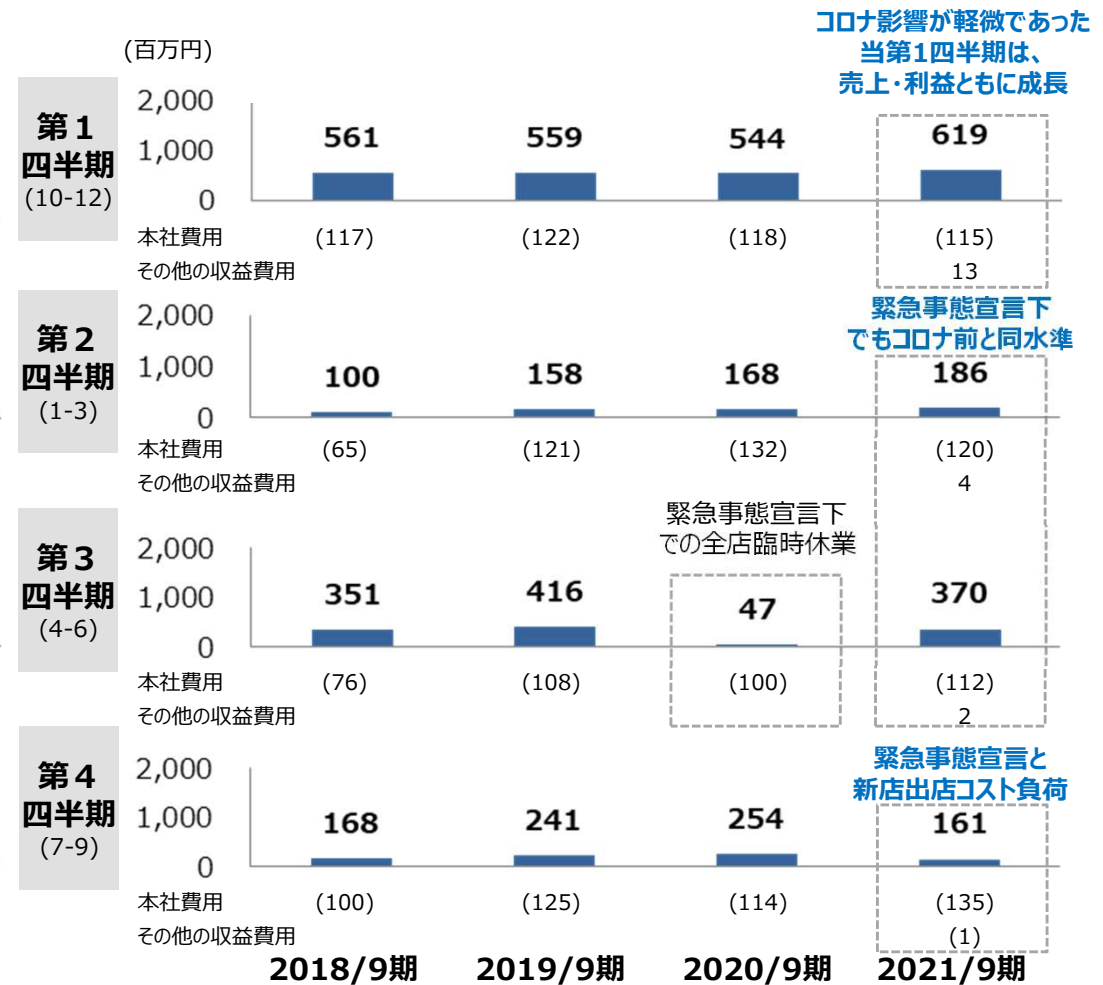 コロナ影響が軽微であった
当第1四半期は、
売上・利益ともに成長
(百万円)
第１
四半期
(10-12)
2,000
1,000
0
561
559
544
619
本社費用
(117)
(122)
(118)
(115)
その他の収益費用
13
緊急事態宣言下
でもコロナ前と同水準
第２
四半期
(1-3)
2,000
1,000
0
100
158
168
186
本社費用
(65)
(121)
(132)
(120)
その他の収益費用
4
緊急事態宣言下
での全店臨時休業
第３
四半期
(4-6)
2,000
1,000
0
351
416
47
370
本社費用
(76)
(108)
(100)
(112)
その他の収益費用
2
緊急事態宣言と
新店出店コスト負荷
第４
四半期
(7-9)
2,000
1,000
0
168
241
254
161
本社費用
(100)
(125)
(114)
(135)
その他の収益費用
(1)
2018/9期
2019/9期
2020/9期
2021/9期